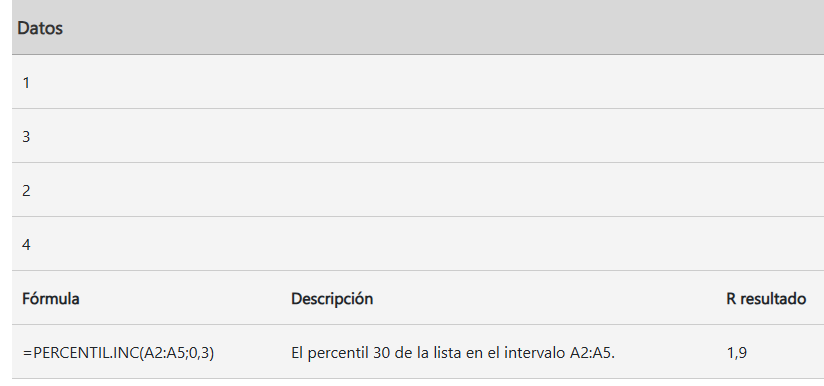 Datos
1
3
2
4
Fórmula Descripción R resultado
=PERCENTIL.INC(A2:A5;0,3) El percentil 30 de la lista en el intervalo A2:A5. 1,9